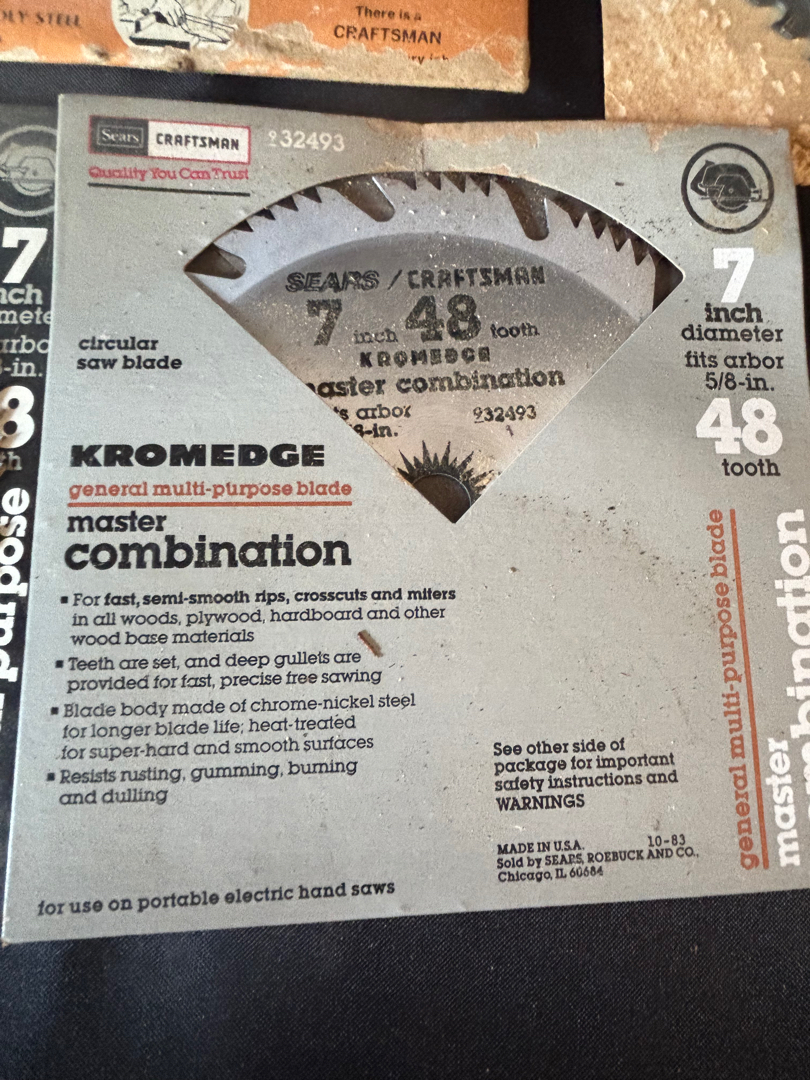 OLY STEEL
There is a
CRAFTSMAN
Sears CRAFTSMAN
932493
Quality You Can Trust
SEARS / CRAFTSMAN
7 inch 48 tooth
KROMEDGE
master combination
arbor
932493
circular
saw blade
KROMEDGE
general multi-purpose blade
master
combination
▪ For fast, semi-smooth rips, crosscuts and miters
in all woods, plywood, hardboard and other
wood base materials
▪ Teeth are set, and deep gullets are
provided for fast, precise free sawing
▪ Blade body made of chrome-nickel steel
for longer blade life; heat-treated
for super-hard and smooth surfaces
▪ Resists rusting, gumming, burning
and dulling
for use on portable electric hand saws
See other side of
package for important
safety instructions and
WARNINGS
MADE IN U.S.A. 10-83
Sold by SEARS, ROEBUCK AND CO.,
Chicago, IL 60684
7
inch
diameter
fits arbor
5/8-in.
48
tooth
general multi-purpose blade
master
combination
7
8
purpose